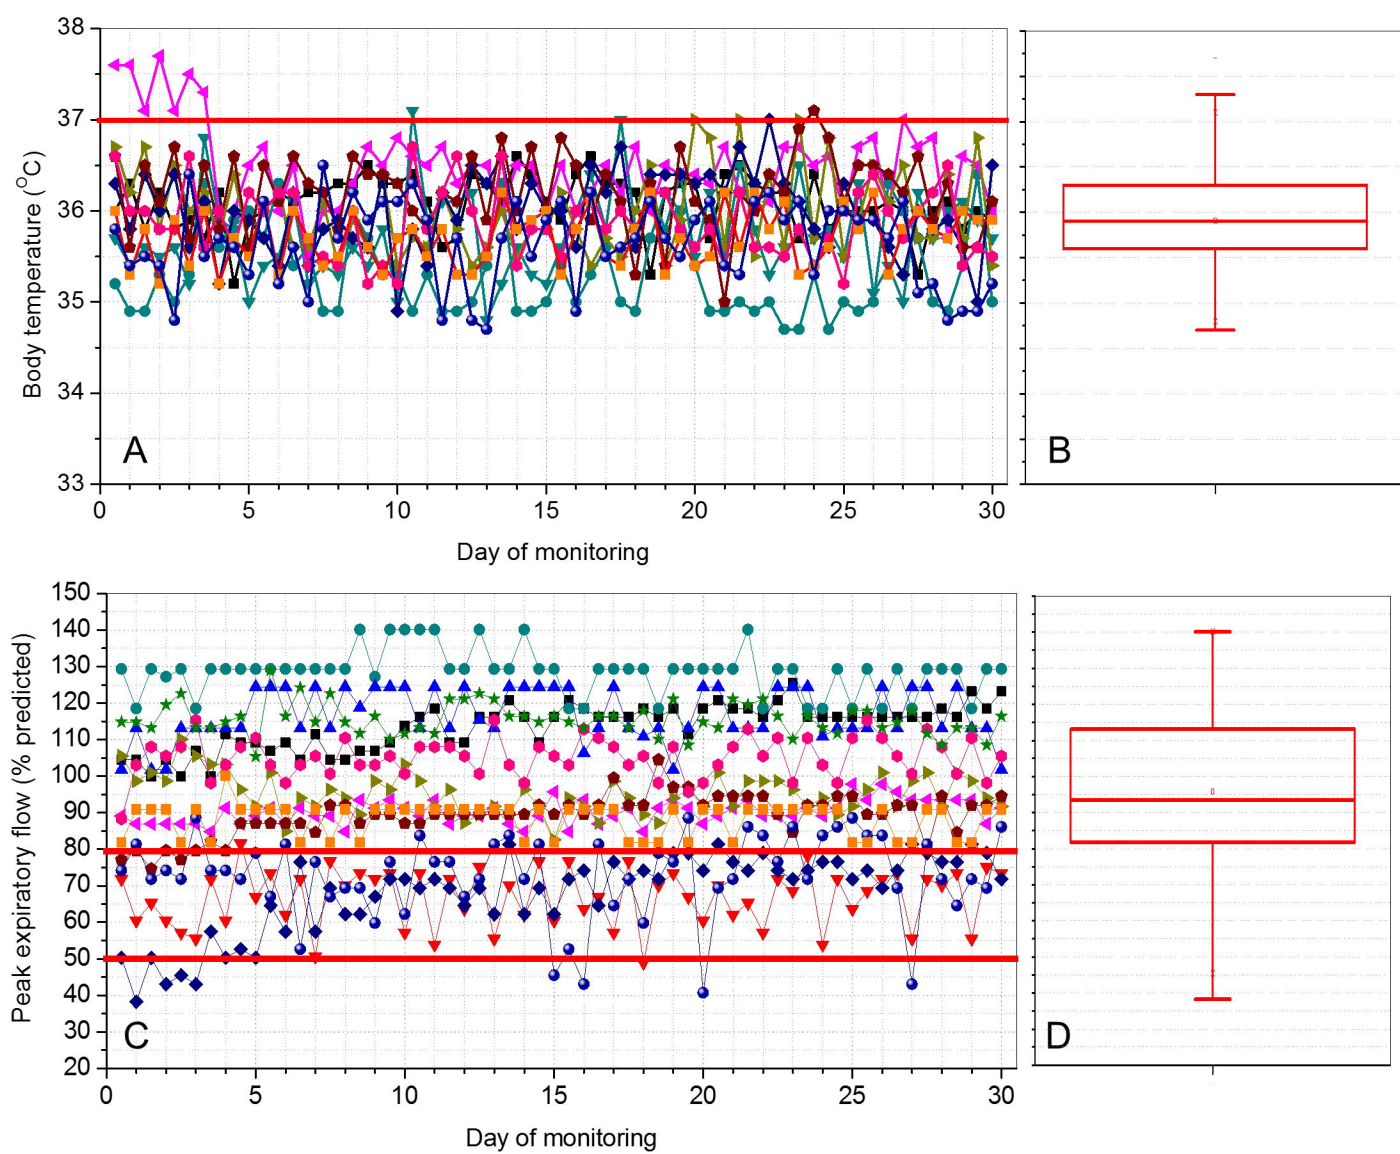 38
37
36
35
34
33
Body temperature (°C)
A
0 5 10 15 20 25 30
Day of monitoring
B
150
140
130
120
110
100
90
80
70
60
50
40
30
20
Peak expiratory flow (% predicted)
C
0 5 10 15 20 25 30
Day of monitoring
D